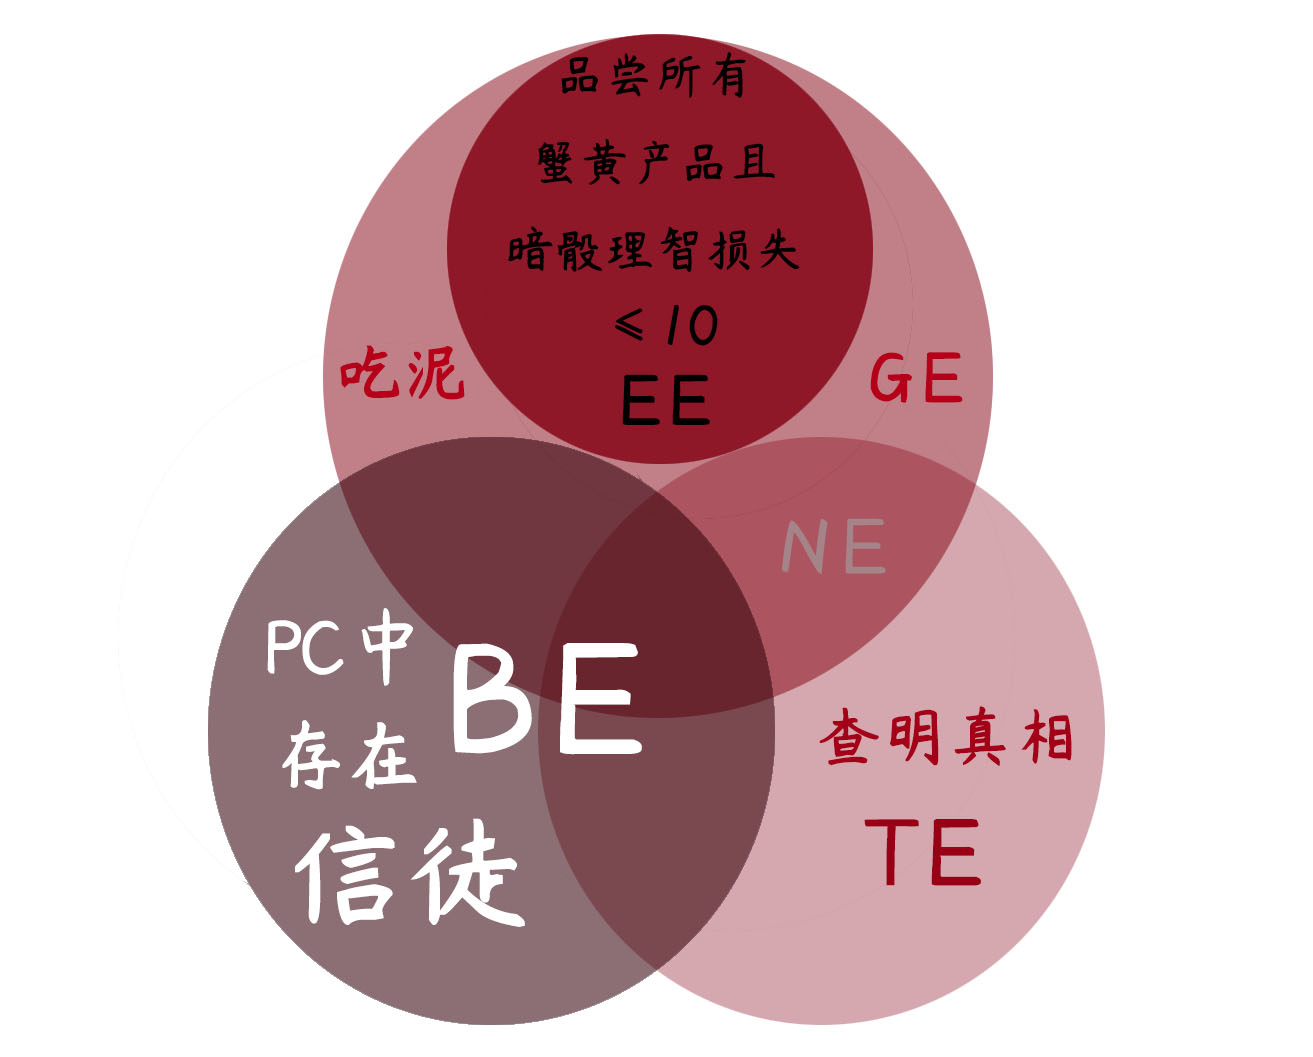 品尝所有
蟹黄产品且
暗骰理智损失
≤10
EE
吃泥
GE
NE
PC中
存在
信徒
BE
查明真相
TE